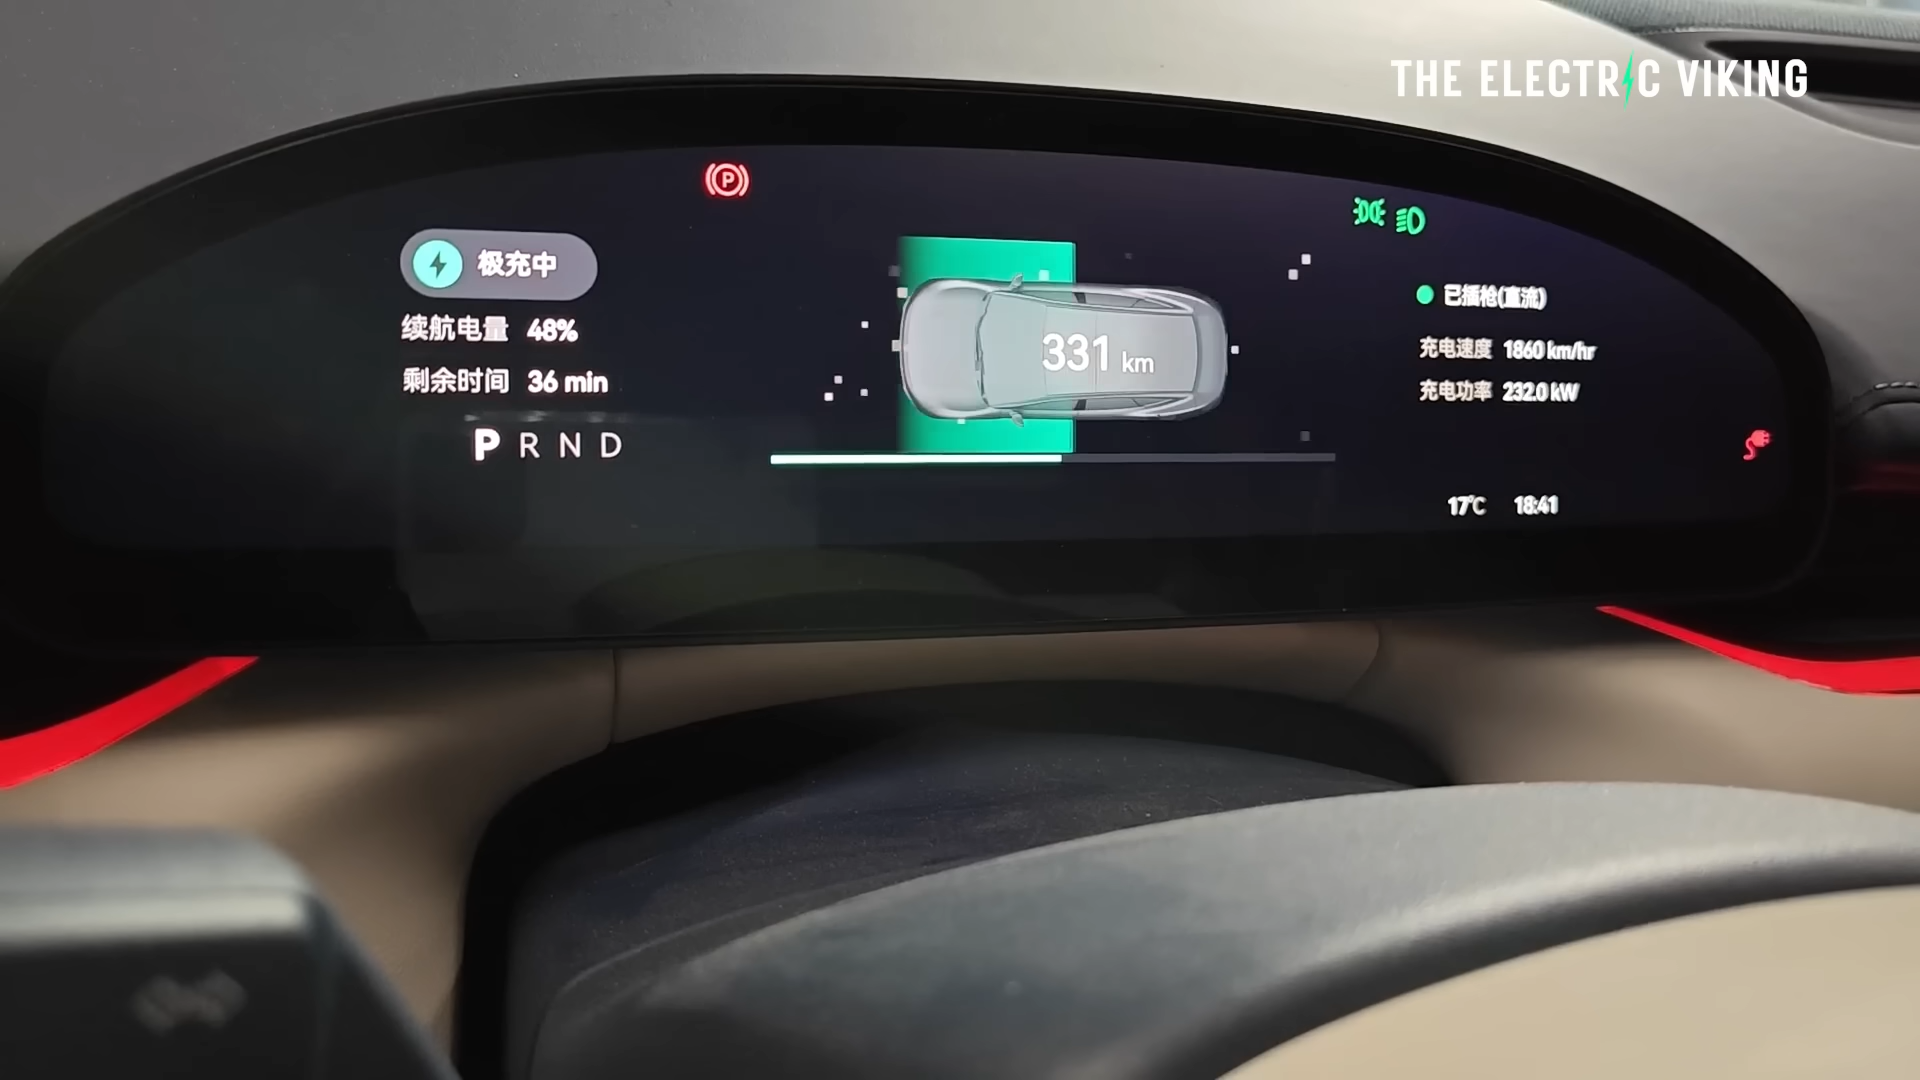 THE ELECTRIC VIKING
P
极充中
续航电量 48%
剩余时间 36 min
P R N D
331 km
已插枪(直流)
充电速度 1860 km/hr
充电功率 232.0 kW
17℃ 18:41